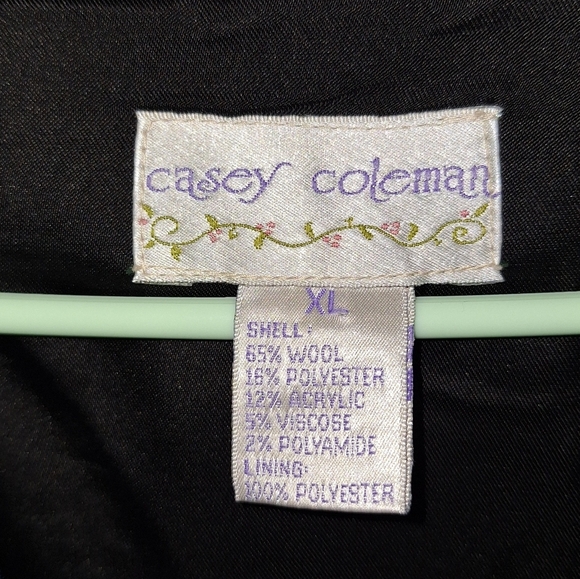 casey coleman
XL
SHELL:
65% WOOL
16% POLYESTER
12% ACRYLIC
5% VISCOSE
2% POLYAMIDE
LINING:
100% POLYESTER